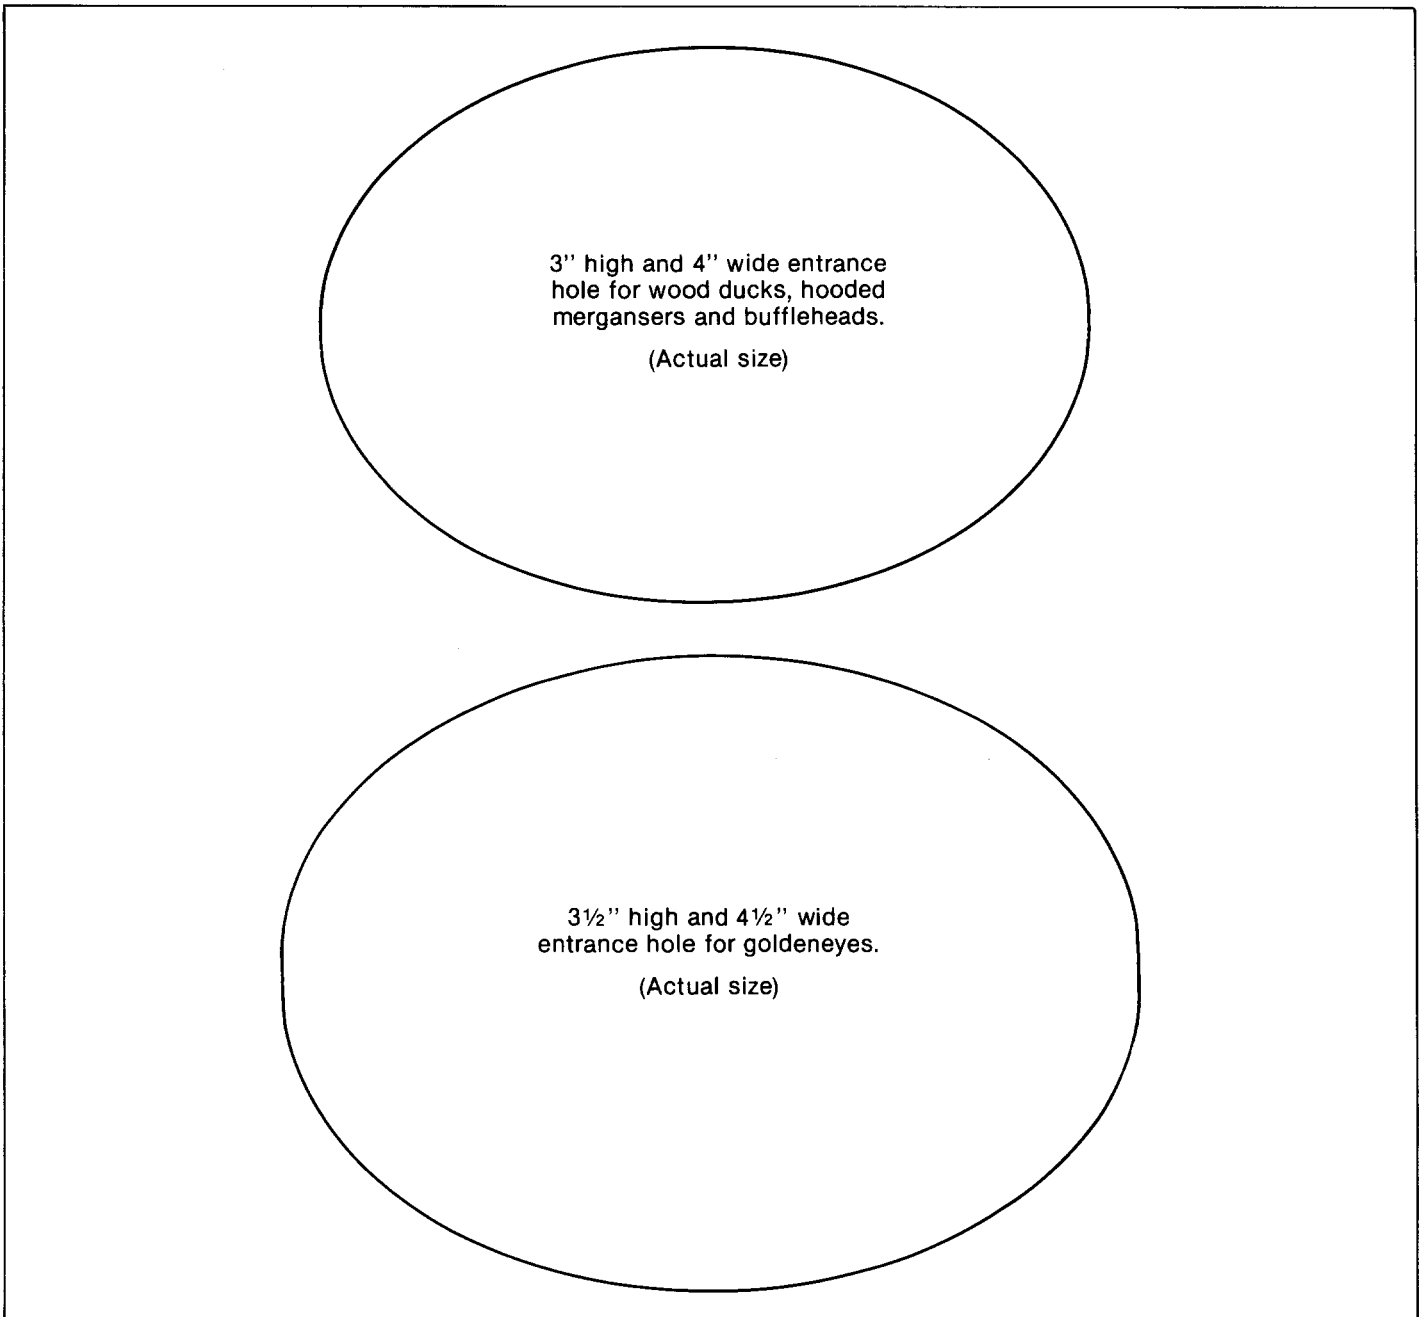 3'' high and 4'' wide entrance
hole for wood ducks, hooded
mergansers and buffleheads.
(Actual size)
3½'' high and 4½'' wide
entrance hole for goldeneyes.
(Actual size)